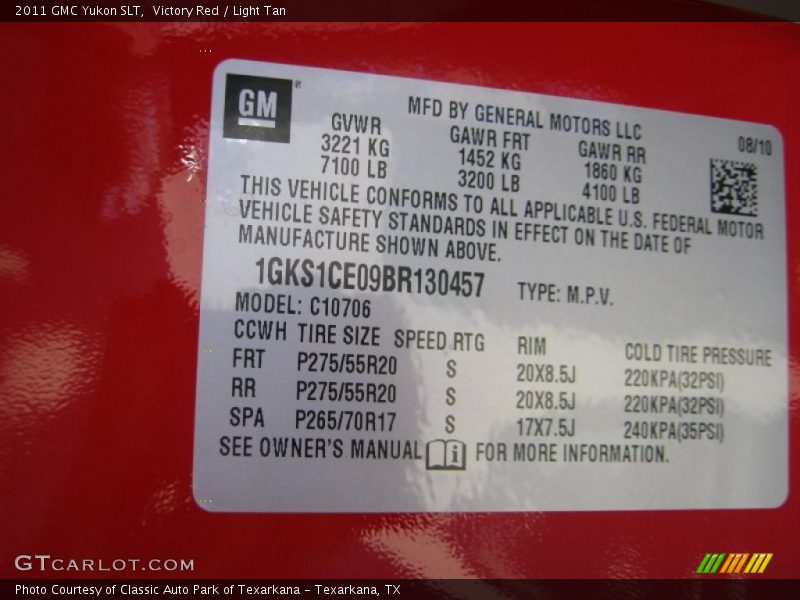 2011 GMC Yukon SLT,  Victory Red / Light Tan
GM®
MFD BY GENERAL MOTORS LLC
08/10
GVWR GAWR FRT GAWR RR
3221 KG 1452 KG 1860 KG
7100 LB 3200 LB 4100 LB
THIS VEHICLE CONFORMS TO ALL APPLICABLE U.S. FEDERAL MOTOR
VEHICLE SAFETY STANDARDS IN EFFECT ON THE DATE OF
MANUFACTURE SHOWN ABOVE.
1GKS1CE09BR130457 TYPE: M.P.V.
MODEL: C10706
CCWH TIRE SIZE SPEED RTG RIM COLD TIRE PRESSURE
FRT P275/55R20 S 20X8.5J 220KPA(32PSI)
RR P275/55R20 S 20X8.5J 220KPA(32PSI)
SPA P265/70R17 S 17X7.5J 240KPA(35PSI)
SEE OWNER'S MANUAL i FOR MORE INFORMATION.
GTCARLOT.COM
Photo Courtesy of Classic Auto Park of Texarkana - Texarkana, TX